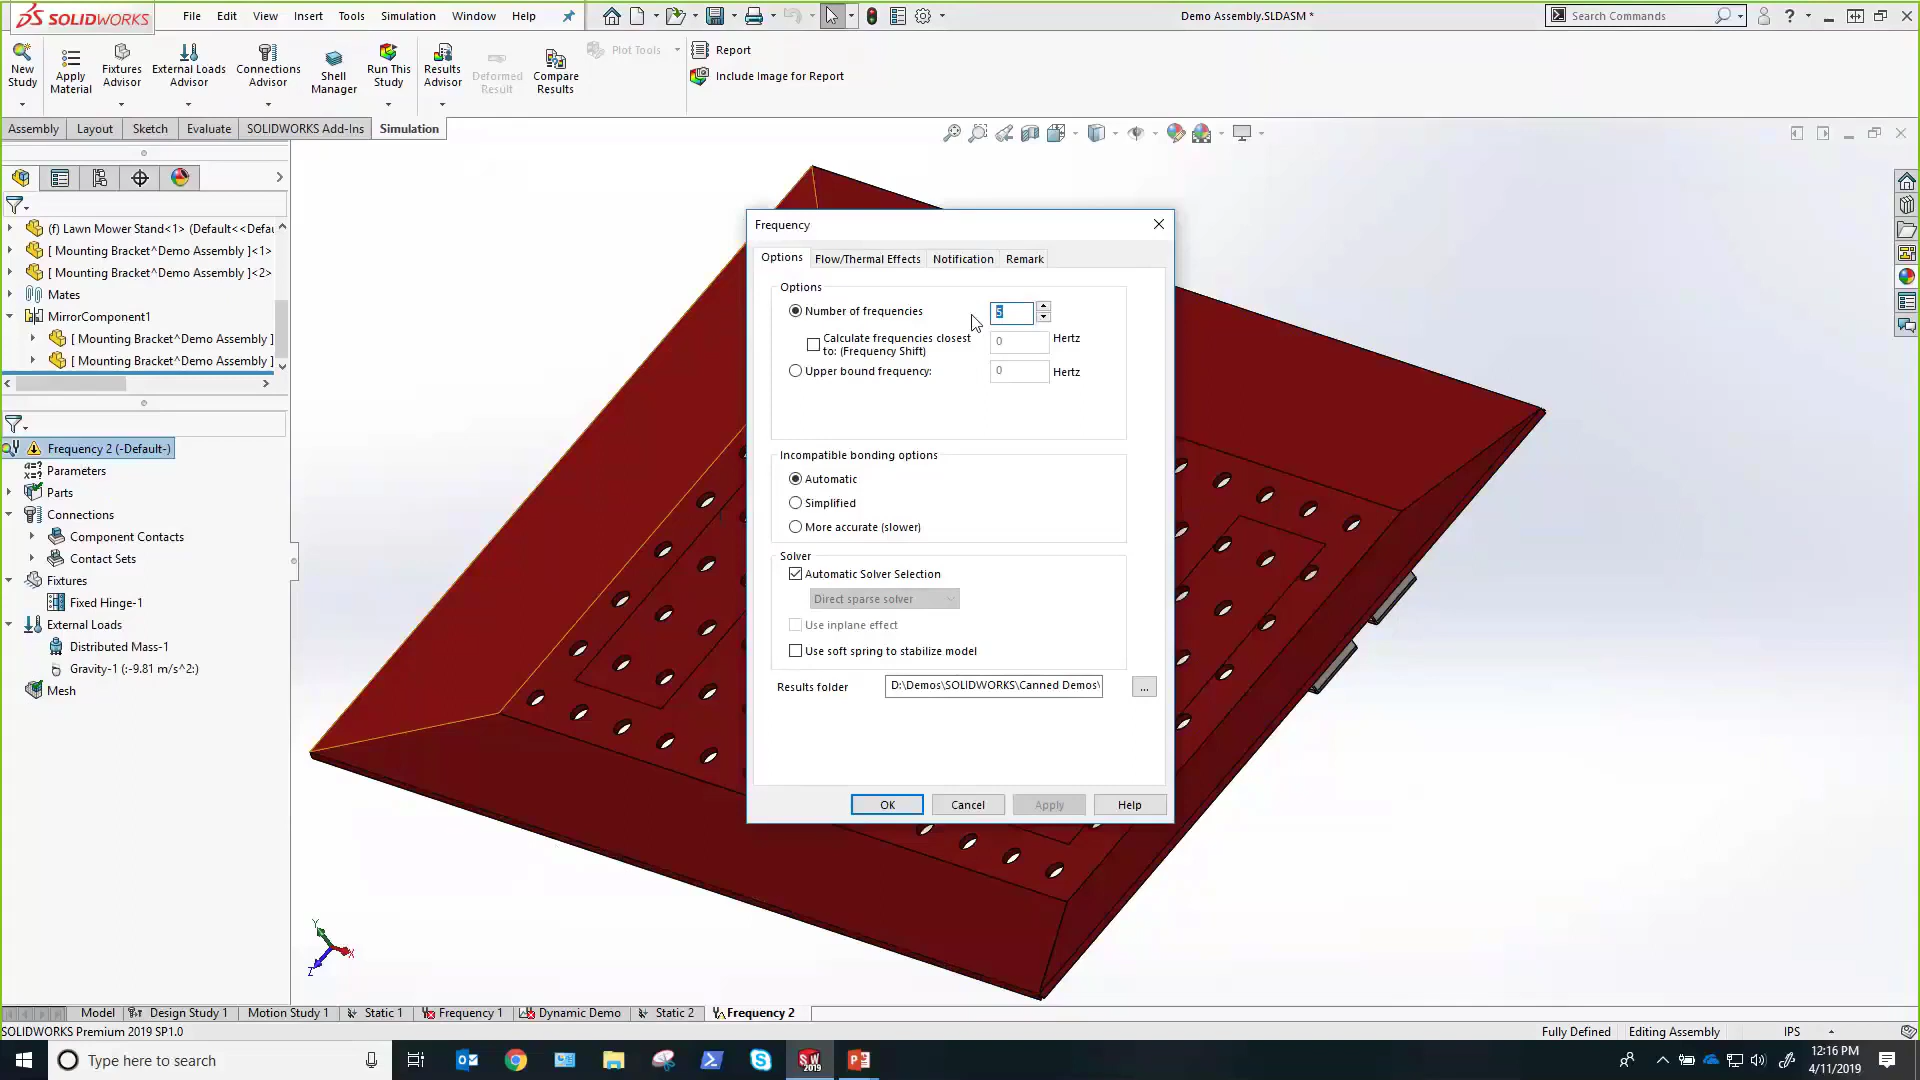 SOLIDWORKS
File Edit View Insert Tools Simulation Window Help
Demo Assembly.SLDASM *
Search Commands
New Study
Apply Material
Fixtures Advisor
External Loads Advisor
Connections Advisor
Shell Manager
Run This Study
Results Advisor
Deformed Result
Compare Results
Plot Tools
Report
Include Image for Report
Assembly Layout Sketch Evaluate SOLIDWORKS Add-Ins Simulation
(f) Lawn Mower Stand<1> (Default<<Defau
[ Mounting Bracket^Demo Assembly ]<1>
[ Mounting Bracket^Demo Assembly ]<2>
Mates
MirrorComponent1
[ Mounting Bracket^Demo Assembly ]
[ Mounting Bracket^Demo Assembly ]
Frequency 2 (-Default-)
Parameters
Parts
Connections
Component Contacts
Contact Sets
Fixtures
Fixed Hinge-1
External Loads
Distributed Mass-1
Gravity-1 (:-9.81 m/s^2:)
Mesh
Frequency
Options Flow/Thermal Effects Notification Remark
Options
Number of frequencies 5
Calculate frequencies closest to: (Frequency Shift) 0 Hertz
Upper bound frequency: 0 Hertz
Incompatible bonding options
Automatic
Simplified
More accurate (slower)
Solver
Automatic Solver Selection
Direct sparse solver
Use inplane effect
Use soft spring to stabilize model
Results folder D:\Demos\SOLIDWORKS\Canned Demos\ ...
OK Cancel Apply Help
Y
X
Z
Model Design Study 1 Motion Study 1 Static 1 Frequency 1 Dynamic Demo Static 2 Frequency 2
SOLIDWORKS Premium 2019 SP1.0
Fully Defined Editing Assembly IPS
Type here to search
SW 2019
12:16 PM
4/11/2019